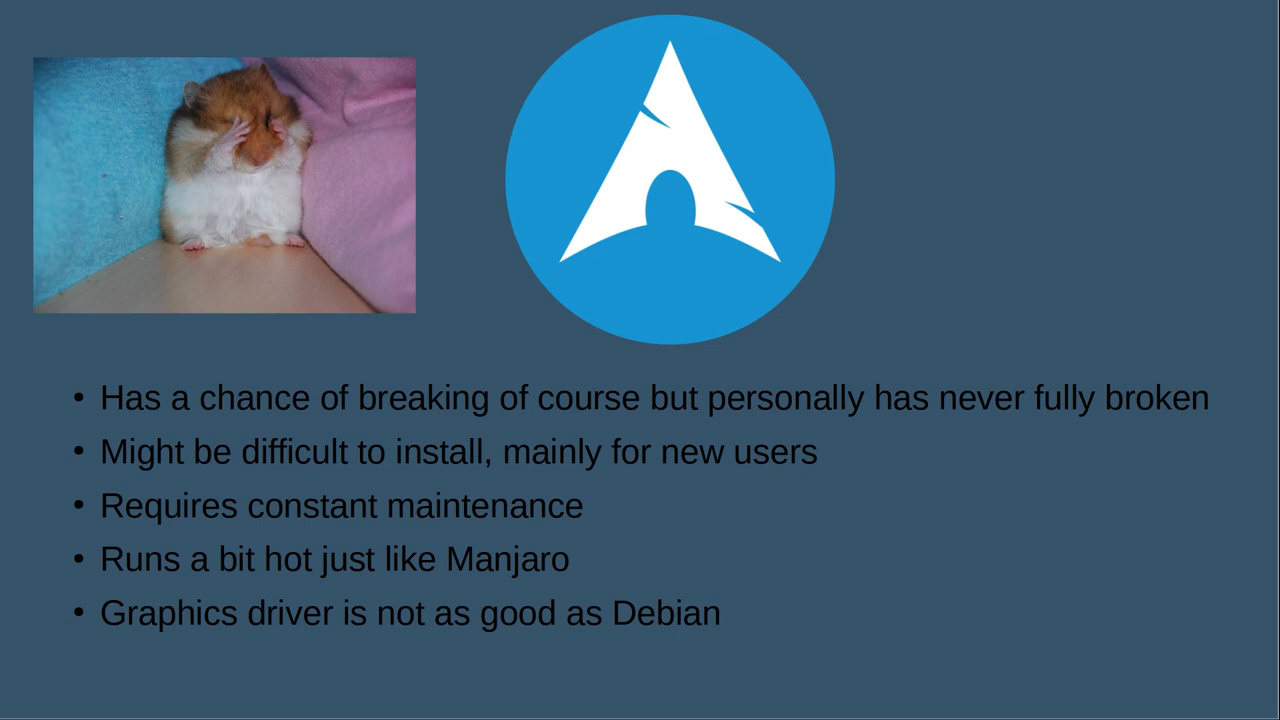 • Has a chance of breaking of course but personally has never fully broken
• Might be difficult to install, mainly for new users
• Requires constant maintenance
• Runs a bit hot just like Manjaro
• Graphics driver is not as good as Debian